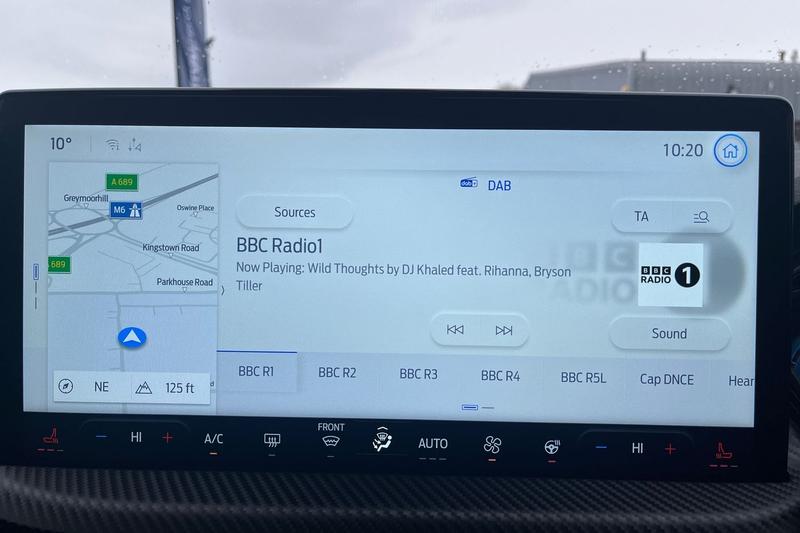 10°
10:20
A 689
Greymoorhill
M6
Oswine Place
Kingstown Road
689
Parkhouse Road
d
NE
125 ft
dab
DAB
Sources
TA
BBC Radio1
Now Playing: Wild Thoughts by DJ Khaled feat. Rihanna, Bryson
Tiller
BBC
RADIO 1
Sound
BBC R1
BBC R2
BBC R3
BBC R4
BBC R5L
Cap DNCE
Hear
HI
A/C
FRONT
AUTO
HI